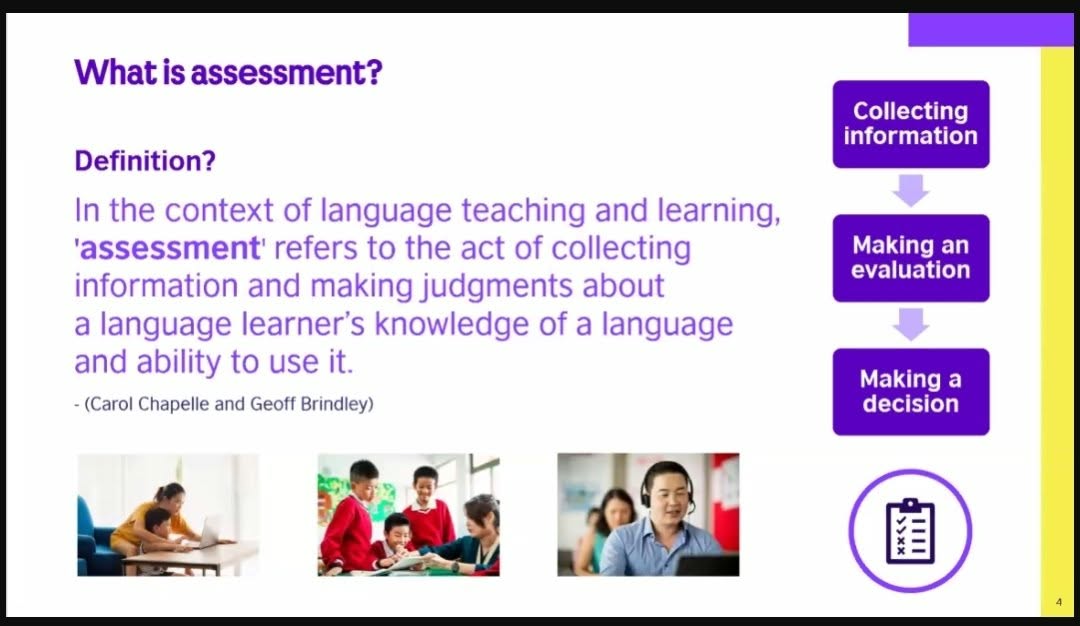 What is assessment?
Definition?
In the context of language teaching and learning,
'assessment' refers to the act of collecting
information and making judgments about
a language learner's knowledge of a language
and ability to use it.
- (Carol Chapelle and Geoff Brindley)
Collecting
information
Making an
evaluation
Making a
decision
4